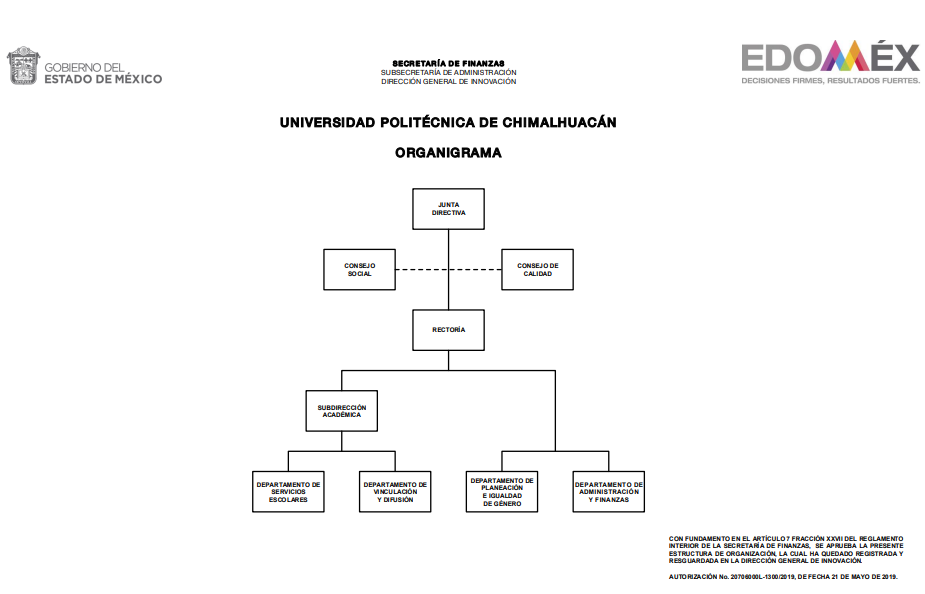 GOBIERNO DEL
ESTADO DE MÉXICO
SECRETARÍA DE FINANZAS
SUBSECRETARÍA DE ADMINISTRACIÓN
DIRECCIÓN GENERAL DE INNOVACIÓN
EDOMÉX
DECISIONES FIRMES, RESULTADOS FUERTES.
UNIVERSIDAD POLITÉCNICA DE CHIMALHUACÁN
ORGANIGRAMA
JUNTA
DIRECTIVA
CONSEJO
SOCIAL
CONSEJO DE
CALIDAD
RECTORÍA
SUBDIRECCIÓN
ACADÉMICA
DEPARTAMENTO DE
SERVICIOS
ESCOLARES
DEPARTAMENTO DE
VINCULACIÓN
Y DIFUSIÓN
DEPARTAMENTO DE
PLANEACIÓN
E IGUALDAD
DE GÉNERO
DEPARTAMENTO DE
ADMINISTRACIÓN
Y FINANZAS
CON FUNDAMENTO EN EL ARTÍCULO 7 FRACCIÓN XXVII DEL REGLAMENTO
INTERIOR DE LA SECRETARÍA DE FINANZAS, SE APRUEBA LA PRESENTE
ESTRUCTURA DE ORGANIZACIÓN, LA CUAL HA QUEDADO REGISTRADA Y
RESGUARDADA EN LA DIRECCIÓN GENERAL DE INNOVACIÓN.
AUTORIZACIÓN No. 20706000L-1300/2019, DE FECHA 21 DE MAYO DE 2019.